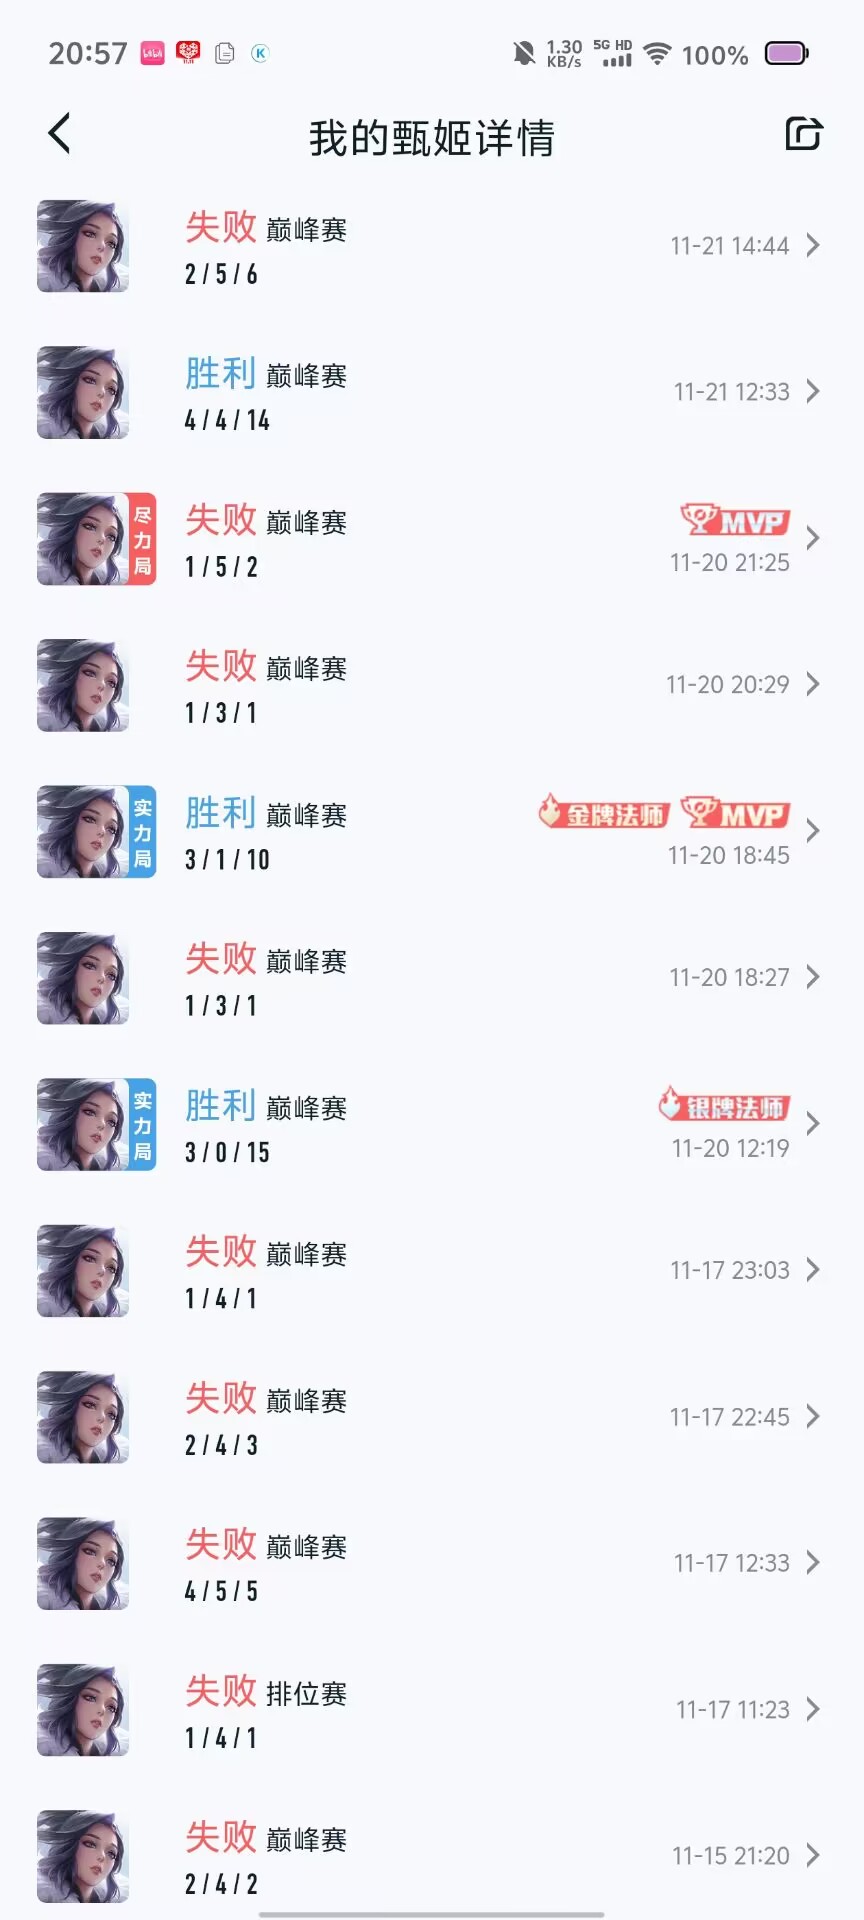 20:57 1.30 KB/s 5G HD 100%
我的甄姬详情
失败 巅峰赛
2 / 5 / 6
11-21 14:44
胜利 巅峰赛
4 / 4 / 14
11-21 12:33
尽力局
失败 巅峰赛
1 / 5 / 2
MVP
11-20 21:25
失败 巅峰赛
1 / 3 / 1
11-20 20:29
实力局
胜利 巅峰赛
3 / 1 / 10
金牌法师 MVP
11-20 18:45
失败 巅峰赛
1 / 3 / 1
11-20 18:27
实力局
胜利 巅峰赛
3 / 0 / 15
银牌法师
11-20 12:19
失败 巅峰赛
1 / 4 / 1
11-17 23:03
失败 巅峰赛
2 / 4 / 3
11-17 22:45
失败 巅峰赛
4 / 5 / 5
11-17 12:33
失败 排位赛
1 / 4 / 1
11-17 11:23
失败 巅峰赛
2 / 4 / 2
11-15 21:20